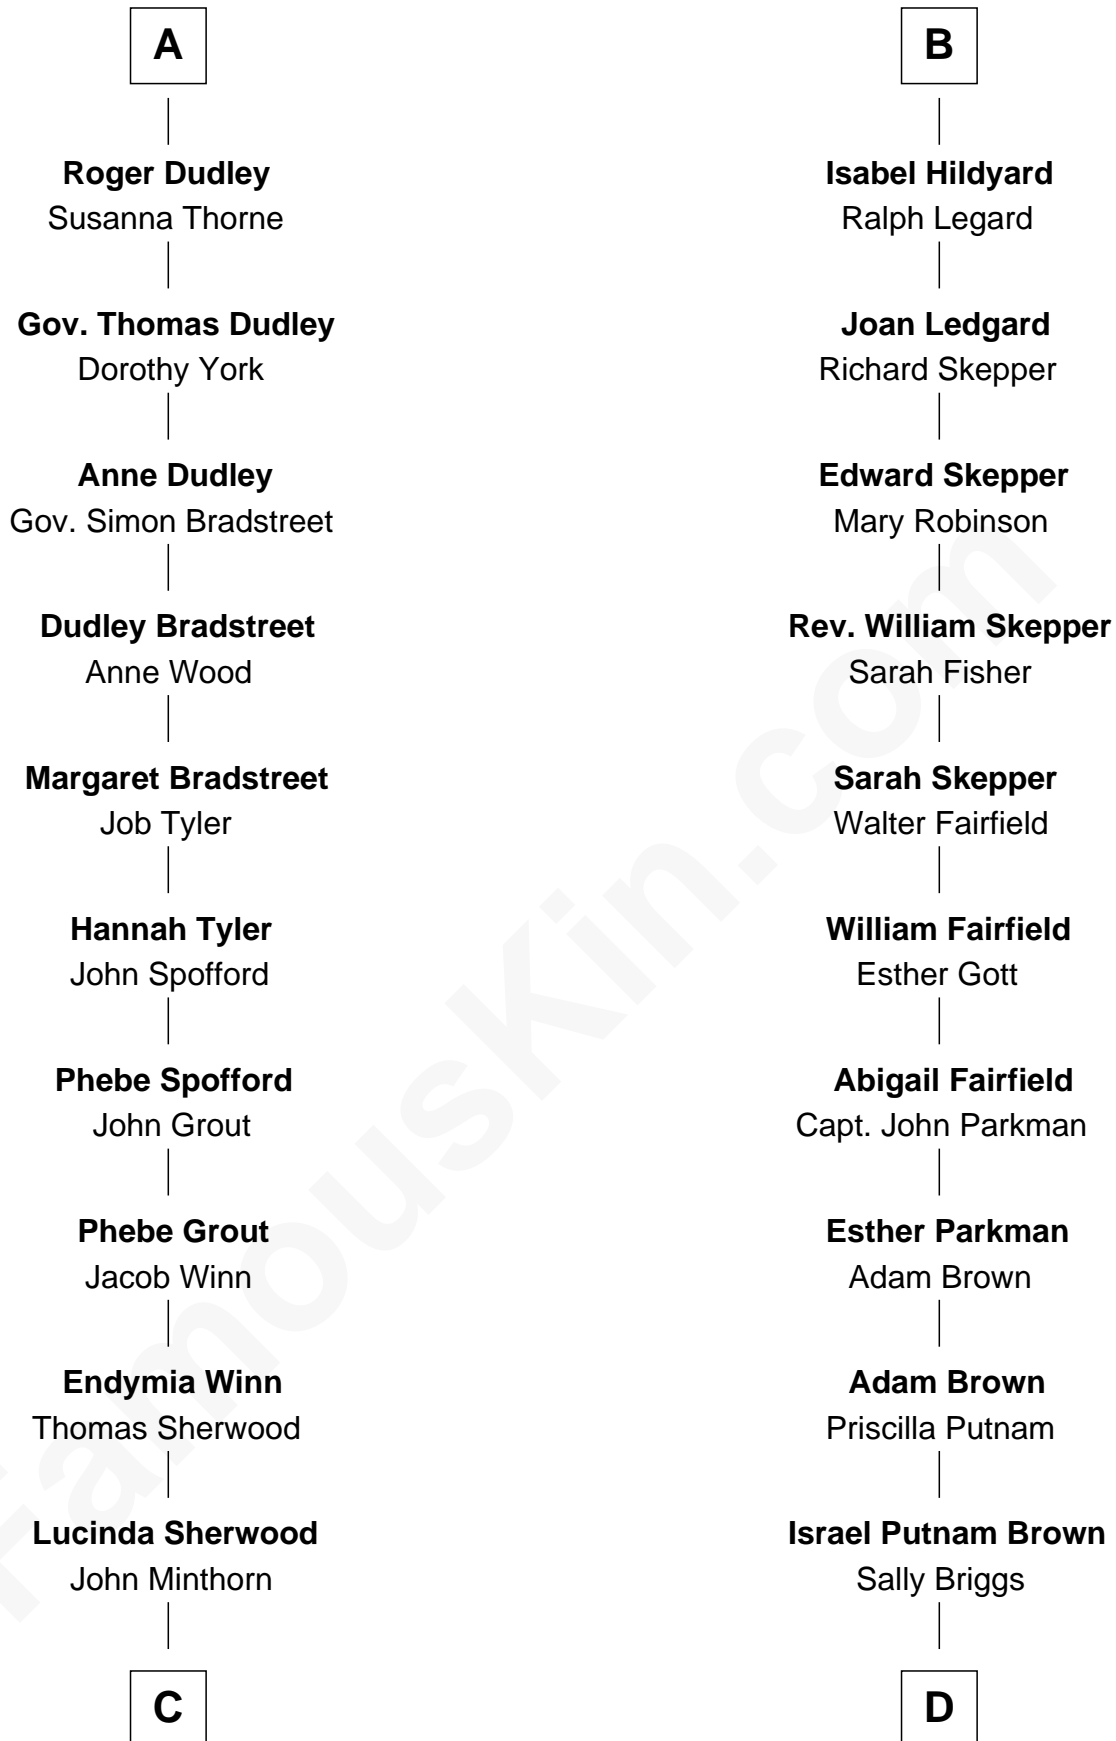 A
Roger Dudley
Susanna Thorne
Gov. Thomas Dudley
Dorothy York
Anne Dudley
Gov. Simon Bradstreet
Dudley Bradstreet
Anne Wood
Margaret Bradstreet
Job Tyler
Hannah Tyler
John Spofford
Phebe Spofford
John Grout
Phebe Grout
Jacob Winn
Endymia Winn
Thomas Sherwood
Lucinda Sherwood
John Minthorn
C
B
Isabel Hildyard
Ralph Legard
Joan Ledgard
Richard Skepper
Edward Skepper
Mary Robinson
Rev. William Skepper
Sarah Fisher
Sarah Skepper
Walter Fairfield
William Fairfield
Esther Gott
Abigail Fairfield
Capt. John Parkman
Esther Parkman
Adam Brown
Adam Brown
Priscilla Putnam
Israel Putnam Brown
Sally Briggs
D
FamousKin.com